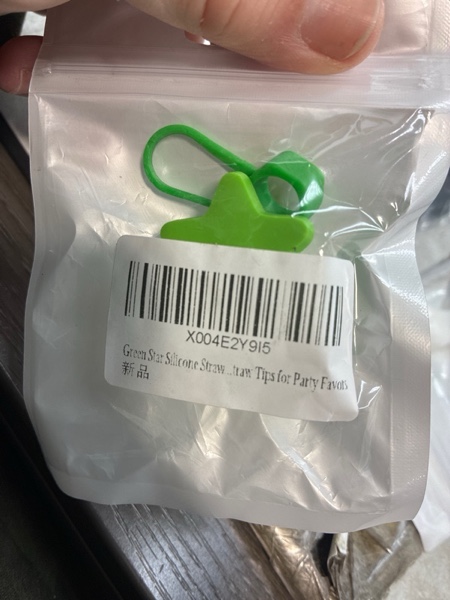 X004E2Y9I5
Green Star Silicone Straw...traw Tips for Party Favors
新品